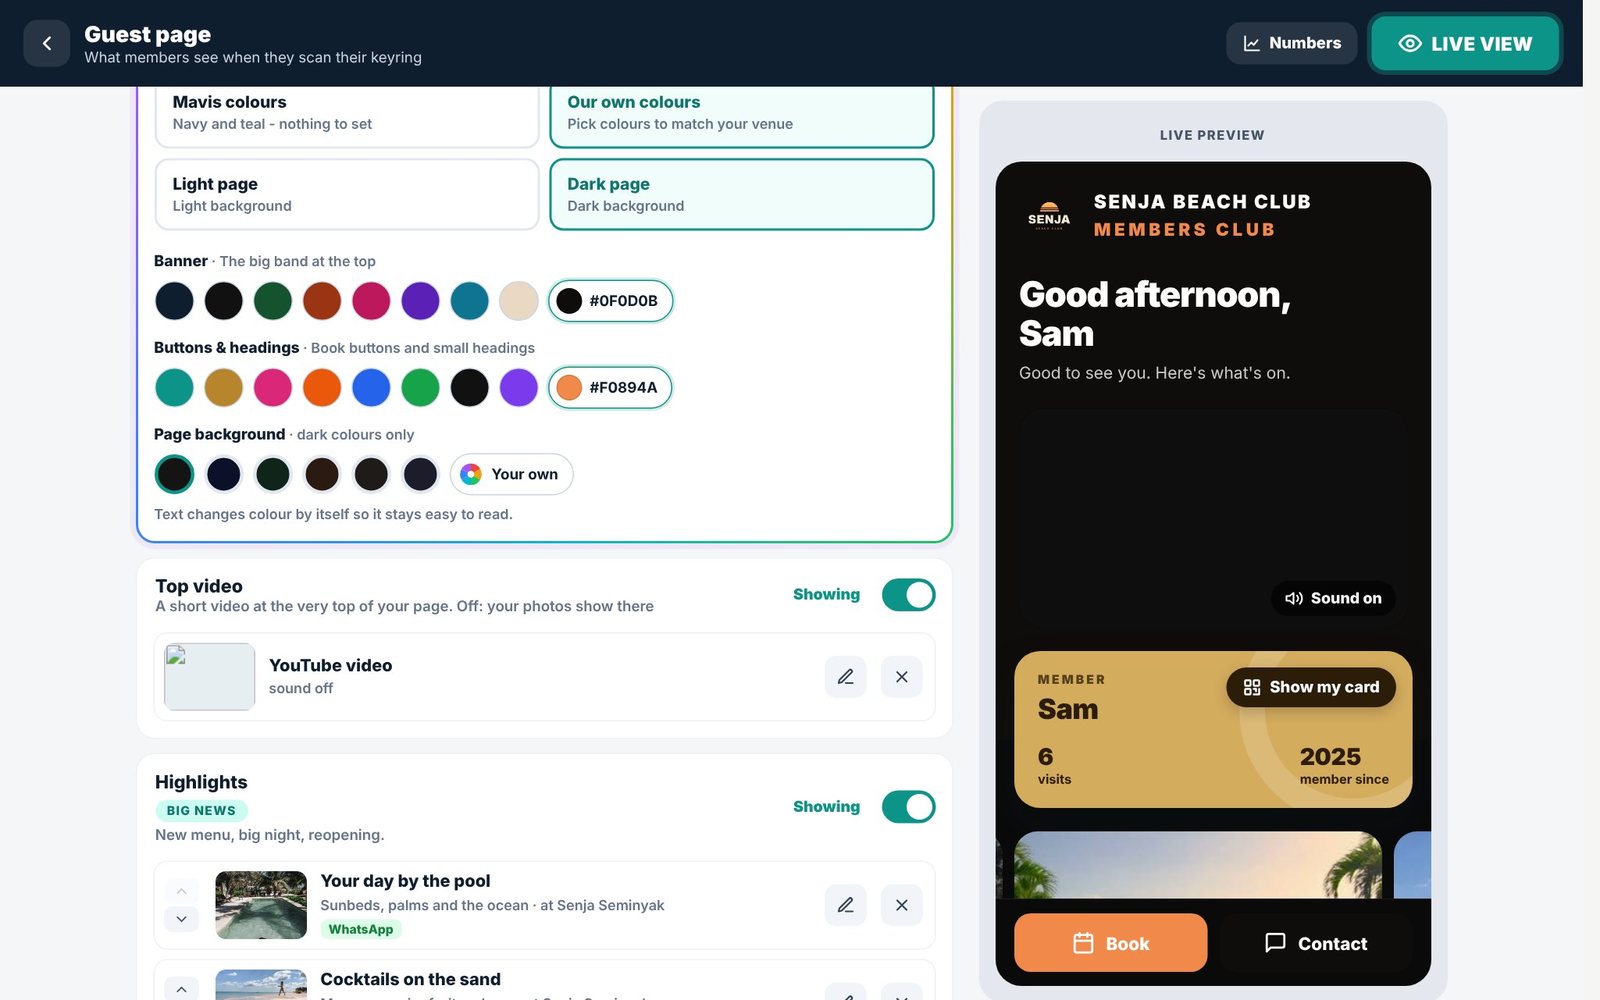 Guest page
What members see when they scan their keyring
Numbers
LIVE VIEW
Mavis colours
Navy and teal - nothing to set
Our own colours
Pick colours to match your venue
Light page
Light background
Dark page
Dark background
Banner · The big band at the top
#0F0D0B
Buttons & headings · Book buttons and small headings
#F0894A
Page background · dark colours only
Your own
Text changes colour by itself so it stays easy to read.
Top video
A short video at the very top of your page. Off: your photos show there
Showing
YouTube video
sound off
Highlights
BIG NEWS
New menu, big night, reopening.
Showing
Your day by the pool
Sunbeds, palms and the ocean · at Senja Seminyak
WhatsApp
Cocktails on the sand
LIVE PREVIEW
SENJA
BEACH CLUB
SENJA BEACH CLUB
MEMBERS CLUB
Good afternoon,
Sam
Good to see you. Here's what's on.
Sound on
MEMBER
Sam
Show my card
6
visits
2025
member since
Book
Contact